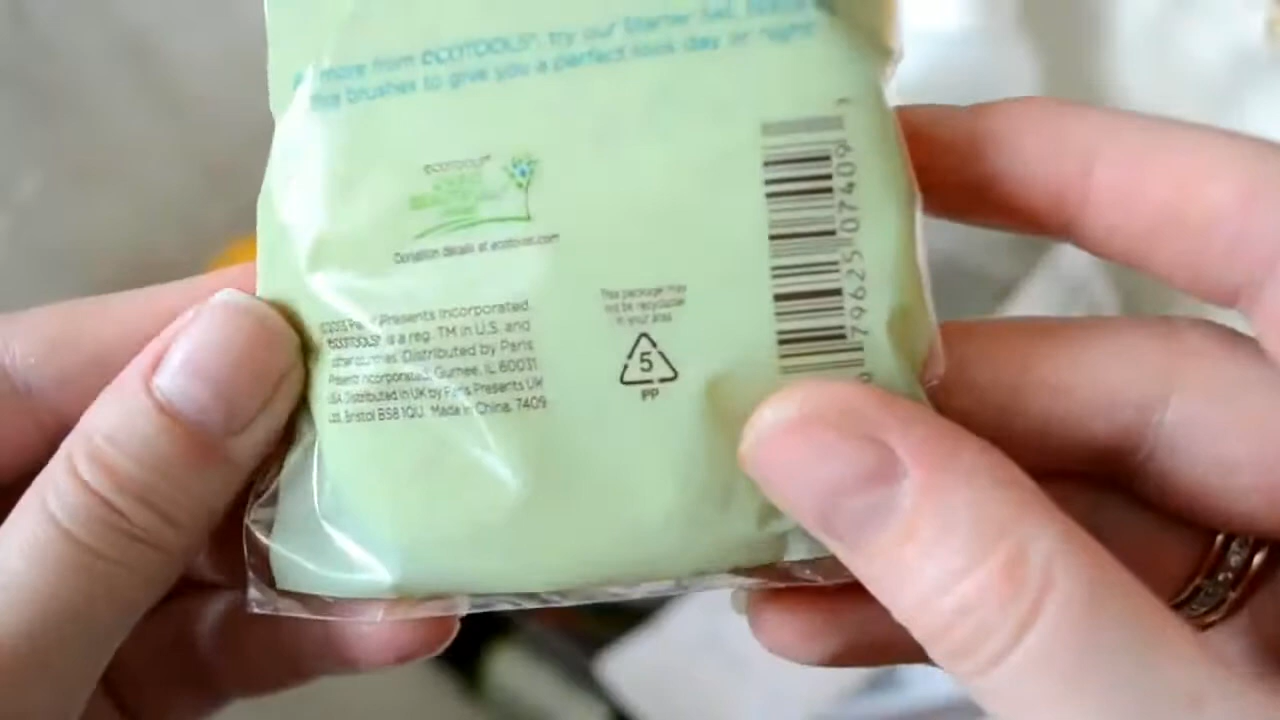 more from ECOTOOLS®, try our Starter Set,
brushes to give you a perfect look day or night!
ECOTOOLS®
Donation details at ecotools.com
©2013 Paris Presents Incorporated.
ECOTOOLS® is a reg. TM in U.S. and
other countries. Distributed by Paris
Presents Incorporated, Gurnee, IL 60031
USA Distributed in UK by Paris Presents UK
Ltd, Bristol BS8 1QU. Made in China. 7409
This package may
not be recyclable
in your area
5
PP
79625 07409